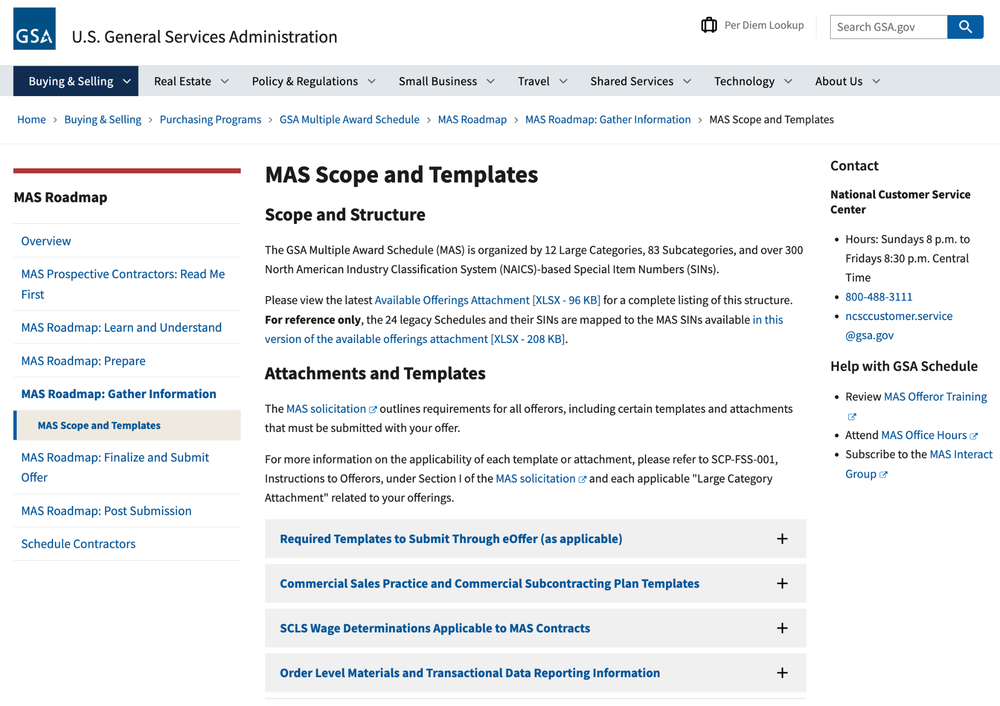 GSA
U.S. General Services Administration
Per Diem Lookup
Search GSA.gov
Buying & Selling
Real Estate
Policy & Regulations
Small Business
Travel
Shared Services
Technology
About Us
Home > Buying & Selling > Purchasing Programs > GSA Multiple Award Schedule > MAS Roadmap > MAS Roadmap: Gather Information > MAS Scope and Templates
MAS Roadmap
Overview
MAS Prospective Contractors: Read Me
First
MAS Roadmap: Learn and Understand
MAS Roadmap: Prepare
MAS Roadmap: Gather Information
MAS Scope and Templates
MAS Roadmap: Finalize and Submit
Offer
MAS Roadmap: Post Submission
Schedule Contractors
MAS Scope and Templates
Scope and Structure
The GSA Multiple Award Schedule (MAS) is organized by 12 Large Categories, 83 Subcategories, and over 300
North American Industry Classification System (NAICS)-based Special Item Numbers (SINs).
Please view the latest Available Offerings Attachment [XLSX - 96 KB] for a complete listing of this structure.
For reference only, the 24 legacy Schedules and their SINs are mapped to the MAS SINs available in this
version of the available offerings attachment [XLSX - 208 KB].
Attachments and Templates
The MAS solicitation outlines requirements for all offerors, including certain templates and attachments
that must be submitted with your offer.
For more information on the applicability of each template or attachment, please refer to SCP-FSS-001,
Instructions to Offerors, under Section I of the MAS solicitation and each applicable "Large Category
Attachment" related to your offerings.
Required Templates to Submit Through eOffer (as applicable)
Commercial Sales Practice and Commercial Subcontracting Plan Templates
SCLS Wage Determinations Applicable to MAS Contracts
Order Level Materials and Transactional Data Reporting Information
Contact
National Customer Service
Center
• Hours: Sundays 8 p.m. to
Fridays 8:30 p.m. Central
Time
• 800-488-3111
• ncsccustomer.service
@gsa.gov
Help with GSA Schedule
• Review MAS Offeror Training
• Attend MAS Office Hours
• Subscribe to the MAS Interact
Group